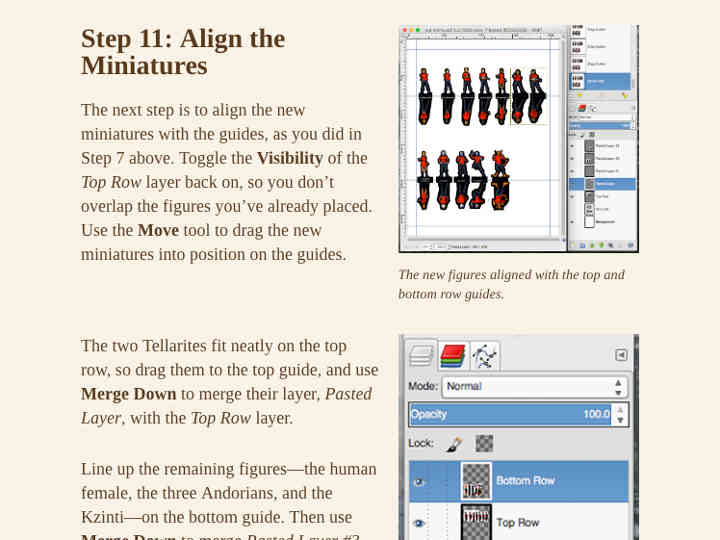 Step 11: Align the
Miniatures
The next step is to align the new
miniatures with the guides, as you did in
Step 7 above. Toggle the Visibility of the
Top Row layer back on, so you don’t
overlap the figures you’ve already placed.
Use the Move tool to drag the new
miniatures into position on the guides.
The new figures aligned with the top and
bottom row guides.
The two Tellarites fit neatly on the top
row, so drag them to the top guide, and use
Merge Down to merge their layer, Pasted
Layer, with the Top Row layer.
Line up the remaining figures—the human
female, the three Andorians, and the
Kzinti—on the bottom guide. Then use
Merge Down to merge Pasted Layer #3
Mode: Normal
Opacity 100.0
Lock:
Bottom Row
Top Row